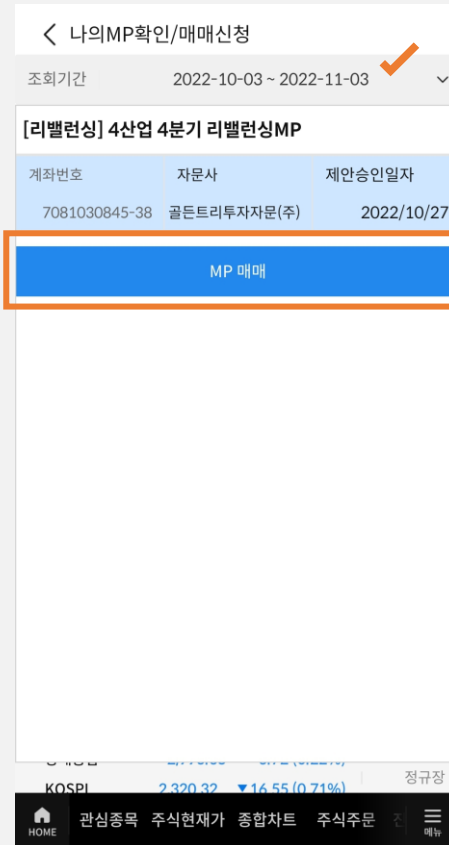 나의MP확인/매매신청
조회기간 2022-10-03 ~ 2022-11-03
[리밸런싱] 4산업 4분기 리밸런싱MP
계좌번호 자문사 제안승인일자
7081030845-38 골든트리투자자문(주) 2022/10/27
MP 매매
정규장
KOSPI 2,320.32 ▼16.55 (0.71%)
HOME 관심종목 주식현재가 종합차트 주식주문 메뉴